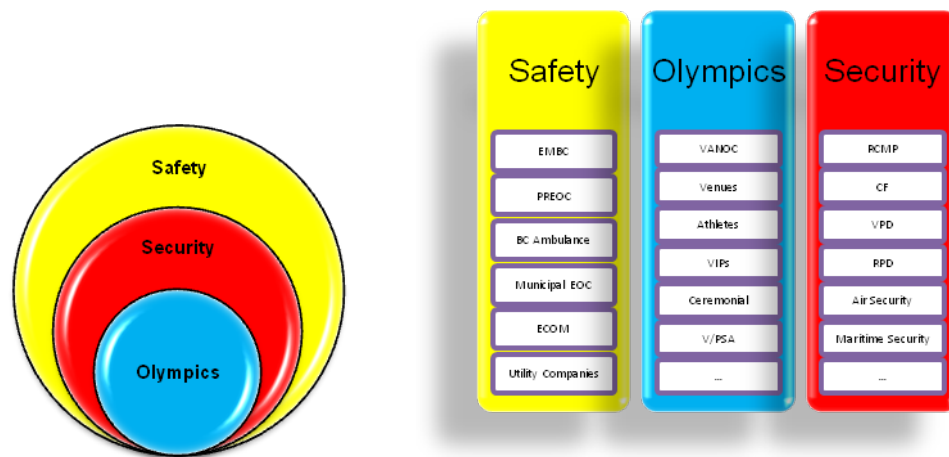 Safety
Security
Olympics
Safety
EMBC
PREOC
BC Ambulance
Municipal EOC
ECOM
Utility Companies
Olympics
VANOC
Venues
Athletes
VIPs
Ceremonial
V/PSA
...
Security
RCMP
CF
VPD
RPD
Air Security
Maritime Security
...